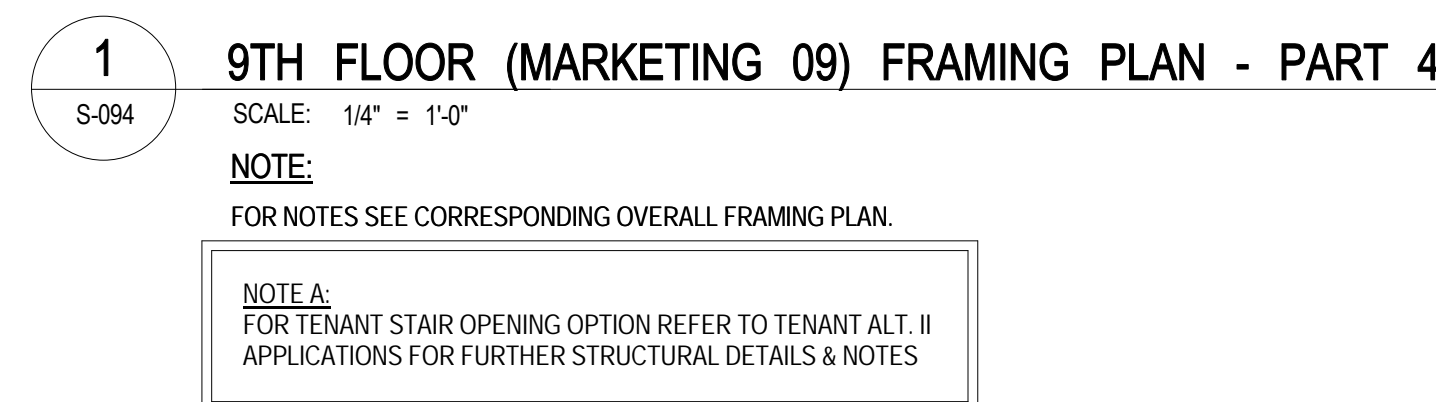 1
9TH FLOOR (MARKETING 09) FRAMING PLAN - PART 4
S-094
SCALE: 1/4" = 1'-0"
NOTE:
FOR NOTES SEE CORRESPONDING OVERALL FRAMING PLAN.
NOTE A:
FOR TENANT STAIR OPENING OPTION REFER TO TENANT ALT. II
APPLICATIONS FOR FURTHER STRUCTURAL DETAILS & NOTES